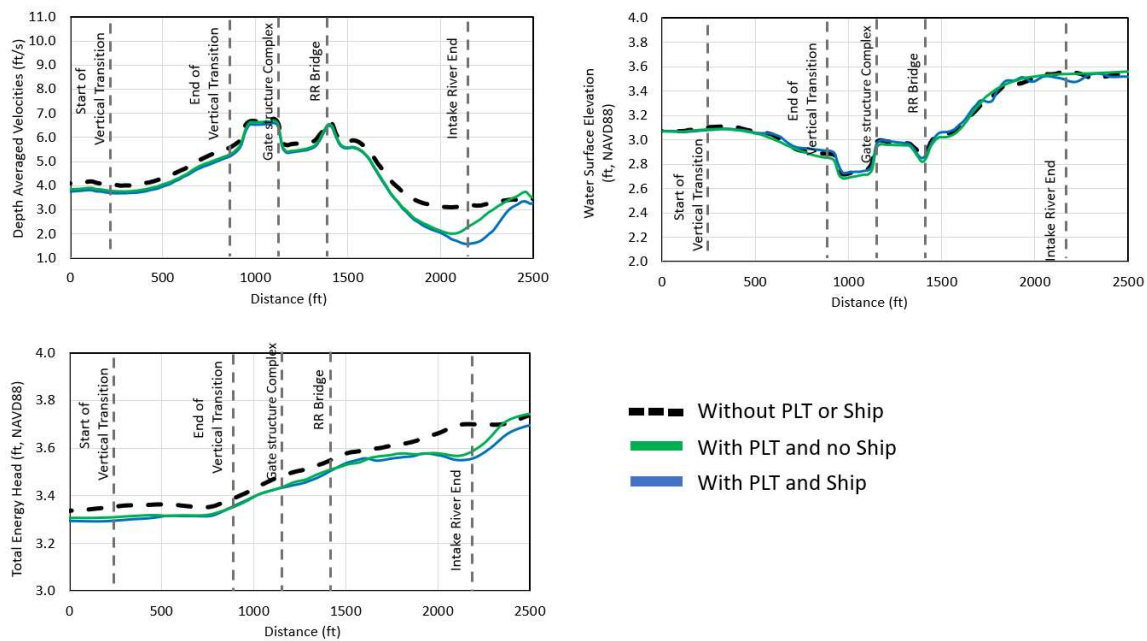 11.0
10.0
9.0
8.0
7.0
6.0
5.0
4.0
3.0
2.0
1.0
Depth Averaged Velocities (ft/s)
Start of
Vertical Transition
End of
Vertical Transition
Gate structure Complex
RR Bridge
Intake River End
0
500
1000
1500
2000
2500
Distance (ft)
4.0
3.8
3.6
3.4
3.2
3.0
2.8
2.6
2.4
2.2
2.0
Water Surface Elevation
(ft, NAVD88)
Start of
Vertical Transition
End of
Vertical Transition
Gate structure Complex
RR Bridge
Intake River End
0
500
1000
1500
2000
2500
Distance (ft)
4.0
3.8
3.6
3.4
3.2
3.0
Total Energy Head (ft, NAVD88)
Start of
Vertical Transition
End of
Vertical Transition
Gate structure Complex
RR Bridge
Intake River End
0
500
1000
1500
2000
2500
Distance (ft)
Without PLT or Ship
With PLT and no Ship
With PLT and Ship